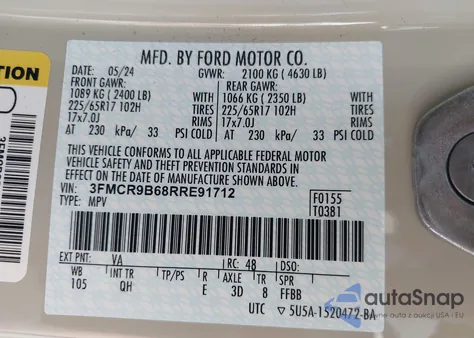 MFD. BY FORD MOTOR CO.
DATE: 05/24 GVWR: 2100 KG ( 4630 LB)
FRONT GAWR: REAR GAWR:
1089 KG ( 2400 LB) WITH 1066 KG ( 2350 LB) WITH
225/65R17 102H TIRES 225/65R17 102H TIRES
17x7.0J RIMS 17x7.0J RIMS
AT 230 kPa/ 33 PSI COLD AT 230 kPa/ 33 PSI COLD
THIS VEHICLE CONFORMS TO ALL APPLICABLE FEDERAL MOTOR
VEHICLE SAFETY AND THEFT PREVENTION STANDARDS IN
EFFECT ON THE DATE OF MANUFACTURE SHOWN ABOVE.
VIN: 3FMCR9B68RRE91712 F0155
TYPE: MPV T0381
EXT PNT: VA RC: 48 DSO:
WB INT TR TP/PS R AXLE TR SPR
105 QH E 3D 8 FFBB
UTC ▽ 5U5A-1520472-BA
autoSnap